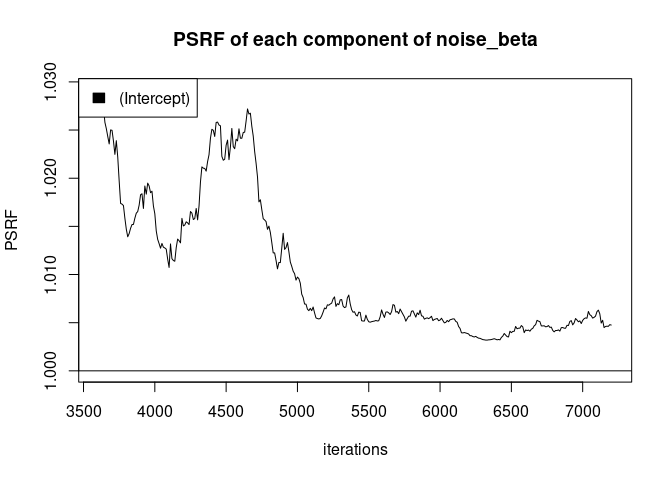 PSRF of each component of noise_beta
(Intercept)
PSRF
1.030
1.020
1.010
1.000
3500 4000 4500 5000 5500 6000 6500 7000
iterations